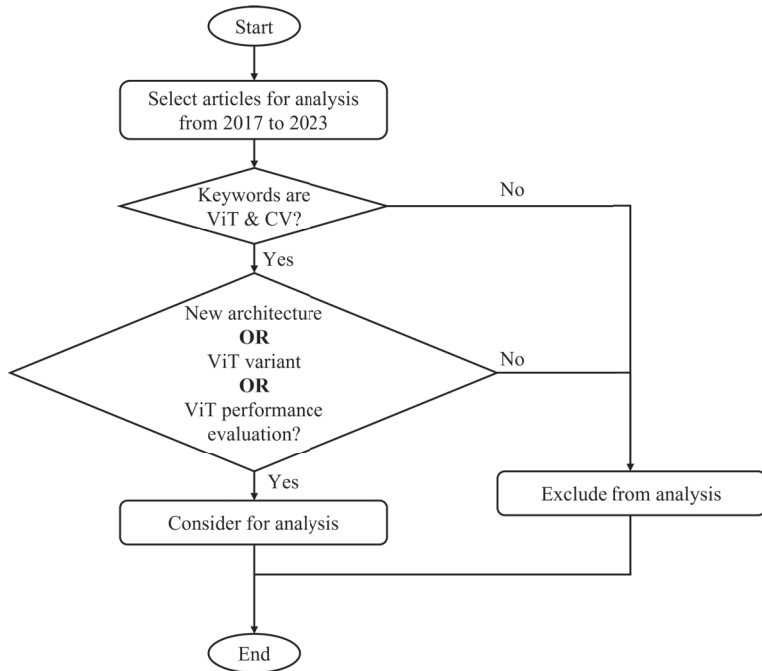 Start
Select articles for analysis
from 2017 to 2023
Keywords are
ViT & CV?
No
Yes
New architecture
OR
ViT variant
OR
ViT performance
evaluation?
No
Yes
Consider for analysis
Exclude from analysis
End